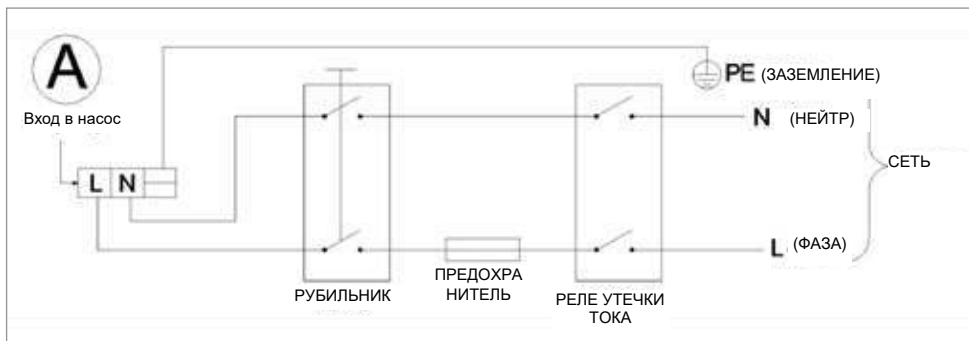 A
Вход в насос
PE (ЗАЗЕМЛЕНИЕ)
N (НЕЙТР)
СЕТЬ
L N
L (ФАЗА)
РУБИЛЬНИК
ПРЕДОХРА
НИТЕЛЬ
РЕЛЕ УТЕЧКИ
ТОКА